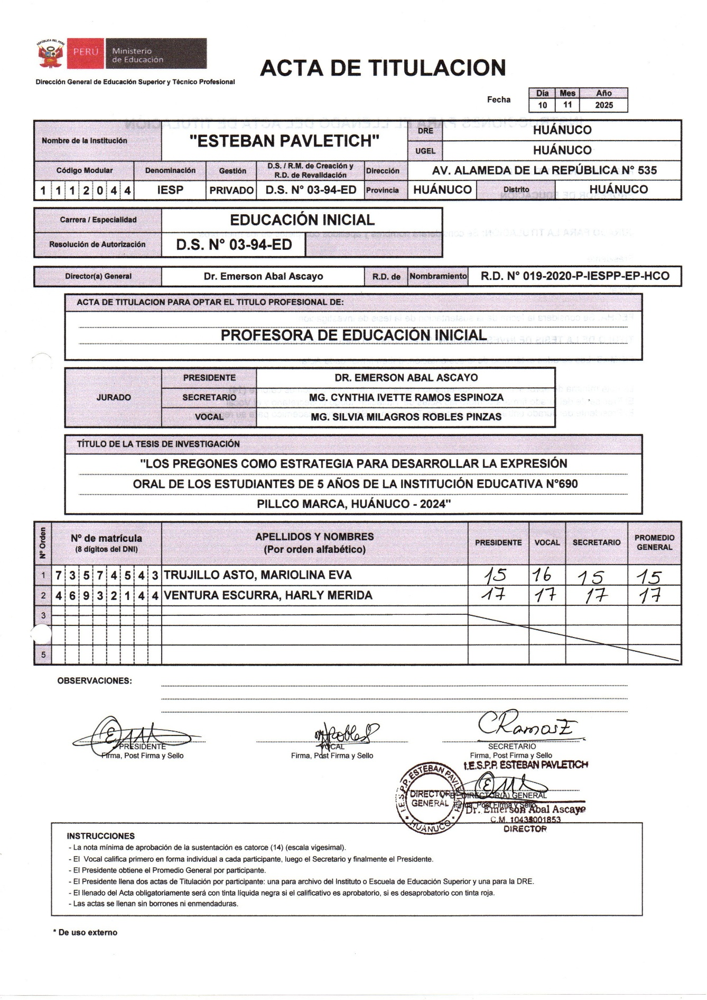 REPÚBLICA DEL PERÚ
PERÚ
Ministerio
de Educación
Dirección General de Educación Superior y Técnico Profesional
ACTA DE TITULACION
Fecha
Día Mes Año
10 11 2025
Nombre de la Institución
"ESTEBAN PAVLETICH"
DRE HUÁNUCO
UGEL HUÁNUCO
Código Modular Denominación Gestión D.S. / R.M. de Creación y R.D. de Revalidación Dirección AV. ALAMEDA DE LA REPÚBLICA N° 535
1 1 1 2 0 4 4 IESP PRIVADO D.S. N° 03-94-ED Provincia HUÁNUCO Distrito HUÁNUCO
Carrera / Especialidad EDUCACIÓN INICIAL
Resolución de Autorización D.S. N° 03-94-ED
Director(a) General Dr. Emerson Abal Ascayo R.D. de Nombramiento R.D. N° 019-2020-P-IESPP-EP-HCO
ACTA DE TITULACION PARA OPTAR EL TITULO PROFESIONAL DE:
PROFESORA DE EDUCACIÓN INICIAL
JURADO
PRESIDENTE DR. EMERSON ABAL ASCAYO
SECRETARIO MG. CYNTHIA IVETTE RAMOS ESPINOZA
VOCAL MG. SILVIA MILAGROS ROBLES PINZAS
TÍTULO DE LA TESIS DE INVESTIGACIÓN
"LOS PREGONES COMO ESTRATEGIA PARA DESARROLLAR LA EXPRESIÓN
ORAL DE LOS ESTUDIANTES DE 5 AÑOS DE LA INSTITUCIÓN EDUCATIVA N°690
PILLCO MARCA, HUÁNUCO - 2024"
Nº Orden
Nº de matrícula
(8 dígitos del DNI)
APELLIDOS Y NOMBRES
(Por orden alfabético)
PRESIDENTE VOCAL SECRETARIO PROMEDIO GENERAL
1 7 3 5 7 4 5 4 3 TRUJILLO ASTO, MARIOLINA EVA 15 16 15 15
2 4 6 9 3 2 1 4 4 VENTURA ESCURRA, HARLY MERIDA 17 17 17 17
3
5
OBSERVACIONES:
MRobles
CRamosE
PRESIDENTE VOCAL SECRETARIO
Firma, Post Firma y Sello Firma, Post Firma y Sello Firma, Post Firma y Sello
I.E.S.P.P. ESTEBAN PAVLETICH
I.E.S.P.P. ESTEBAN PAVLETICH
DIRECTOR
GENERAL
HUÁNUCO
DIRECTOR(A) GENERAL
Firma, Post Firma y Sello
Dr. Emerson Abal Ascayo
C.M. 10435001853
DIRECTOR
INSTRUCCIONES
- La nota mínima de aprobación de la sustentación es catorce (14) (escala vigesimal).
- El Vocal califica primero en forma individual a cada participante, luego el Secretario y finalmente el Presidente.
- El Presidente obtiene el Promedio General por participante.
- El Presidente llena dos actas de Titulación por participante: una para archivo del Instituto o Escuela de Educación Superior y una para la DRE.
- El llenado del Acta obligatoriamente será con tinta líquida negra si el calificativo es aprobatorio, si es desaprobatorio con tinta roja.
- Las actas se llenan sin borrones ni enmendaduras.
* De uso externo